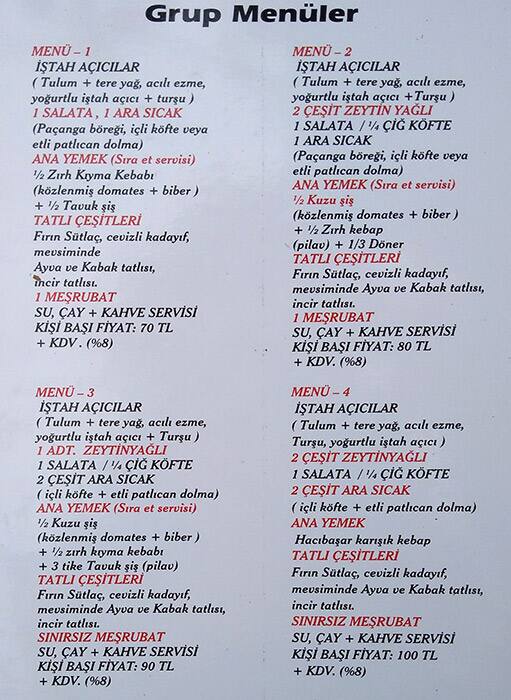 Grup Menüler
MENÜ – 1
İŞTAH AÇICILAR
( Tulum + tere yağ, acılı ezme,
yoğurtlu iştah açıcı + turşu )
1 SALATA , 1 ARA SICAK
(Paçanga böreği, içli köfte veya
etli patlıcan dolma)
ANA YEMEK (Sıra et servisi)
½ Zırh Kıyma Kebabı
(közlenmiş domates + biber )
+ ½ Tavuk şiş
TATLI ÇEŞİTLERİ
Fırın Sütlaç, cevizli kadayıf,
mevsiminde
Ayva ve Kabak tatlısı,
incir tatlısı.
1 MEŞRUBAT
SU, ÇAY + KAHVE SERVİSİ
KİŞİ BAŞI FİYAT: 70 TL
+ KDV . (%8)
MENÜ – 2
İŞTAH AÇICILAR
( Tulum + tere yağ, acılı ezme,
yoğurtlu iştah açıcı +Turşu )
2 ÇEŞİT ZEYTİN YAĞLI
1 SALATA / ¼ ÇİĞ KÖFTE
1 ARA SICAK
(Paçanga böreği, içli köfte veya
etli patlıcan dolma)
ANA YEMEK (Sıra et servisi)
½ Kuzu şiş
(közlenmiş domates + biber )
+ ½ Zırh kebap
(pilav) + 1/3 Döner
TATLI ÇEŞİTLERİ
Fırın Sütlaç, cevizli kadayıf,
mevsiminde Ayva ve Kabak tatlısı,
incir tatlısı.
1 MEŞRUBAT
SU, ÇAY + KAHVE SERVİSİ
KİŞİ BAŞI FİYAT: 80 TL
+ KDV. (%8)
MENÜ – 3
İŞTAH AÇICILAR
( Tulum + tere yağ, acılı ezme,
yoğurtlu iştah açıcı + Turşu )
1 ADT. ZEYTİNYAĞLI
1 SALATA / ¼ ÇİĞ KÖFTE
2 ÇEŞİT ARA SICAK
( içli köfte + etli patlıcan dolma)
ANA YEMEK (Sıra et servisi)
½ Kuzu şiş
(közlenmiş domates + biber )
+ ½ zırh kıyma kebabı
+ 3 tike Tavuk şiş (pilav)
TATLI ÇEŞİTLERİ
Fırın Sütlaç, cevizli kadayıf,
mevsiminde Ayva ve Kabak tatlısı,
incir tatlısı.
SINIRSIZ MEŞRUBAT
SU, ÇAY + KAHVE SERVİSİ
KİŞİ BAŞI FİYAT: 90 TL
+ KDV. (%8)
MENÜ – 4
İŞTAH AÇICILAR
( Tulum + tere yağ, acılı ezme,
Turşu, yoğurtlu iştah açıcı )
2 ÇEŞİT ZEYTİNYAĞLI
1 SALATA / ¼ ÇİĞ KÖFTE
2 ÇEŞİT ARA SICAK
( içli köfte + etli patlıcan dolma)
ANA YEMEK
Hacıbaşar karışık kebap
TATLI ÇEŞİTLERİ
Fırın Sütlaç, cevizli kadayıf,
mevsiminde Ayva ve Kabak tatlısı,
incir tatlısı.
SINIRSIZ MEŞRUBAT
SU, ÇAY + KAHVE SERVİSİ
KİŞİ BAŞI FİYAT: 100 TL
+ KDV. (%8)